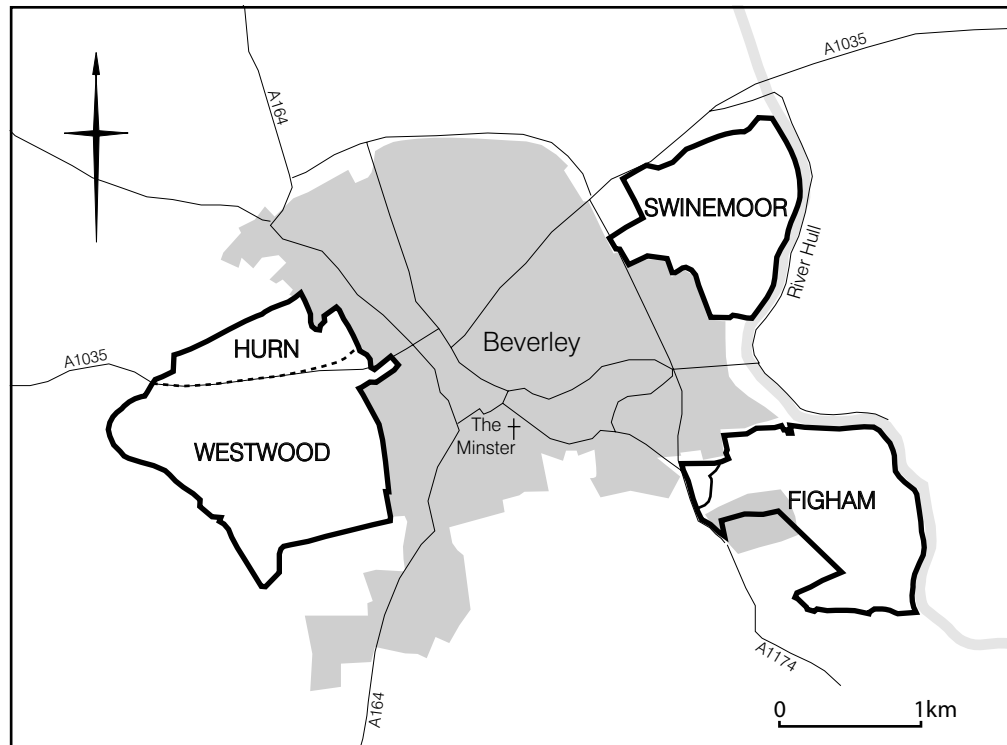 A1035
A164
SWINEMOOR
River Hull
HURN
Beverley
A1035
The
Minster
WESTWOOD
FIGHAM
A1174
A164
0 1km